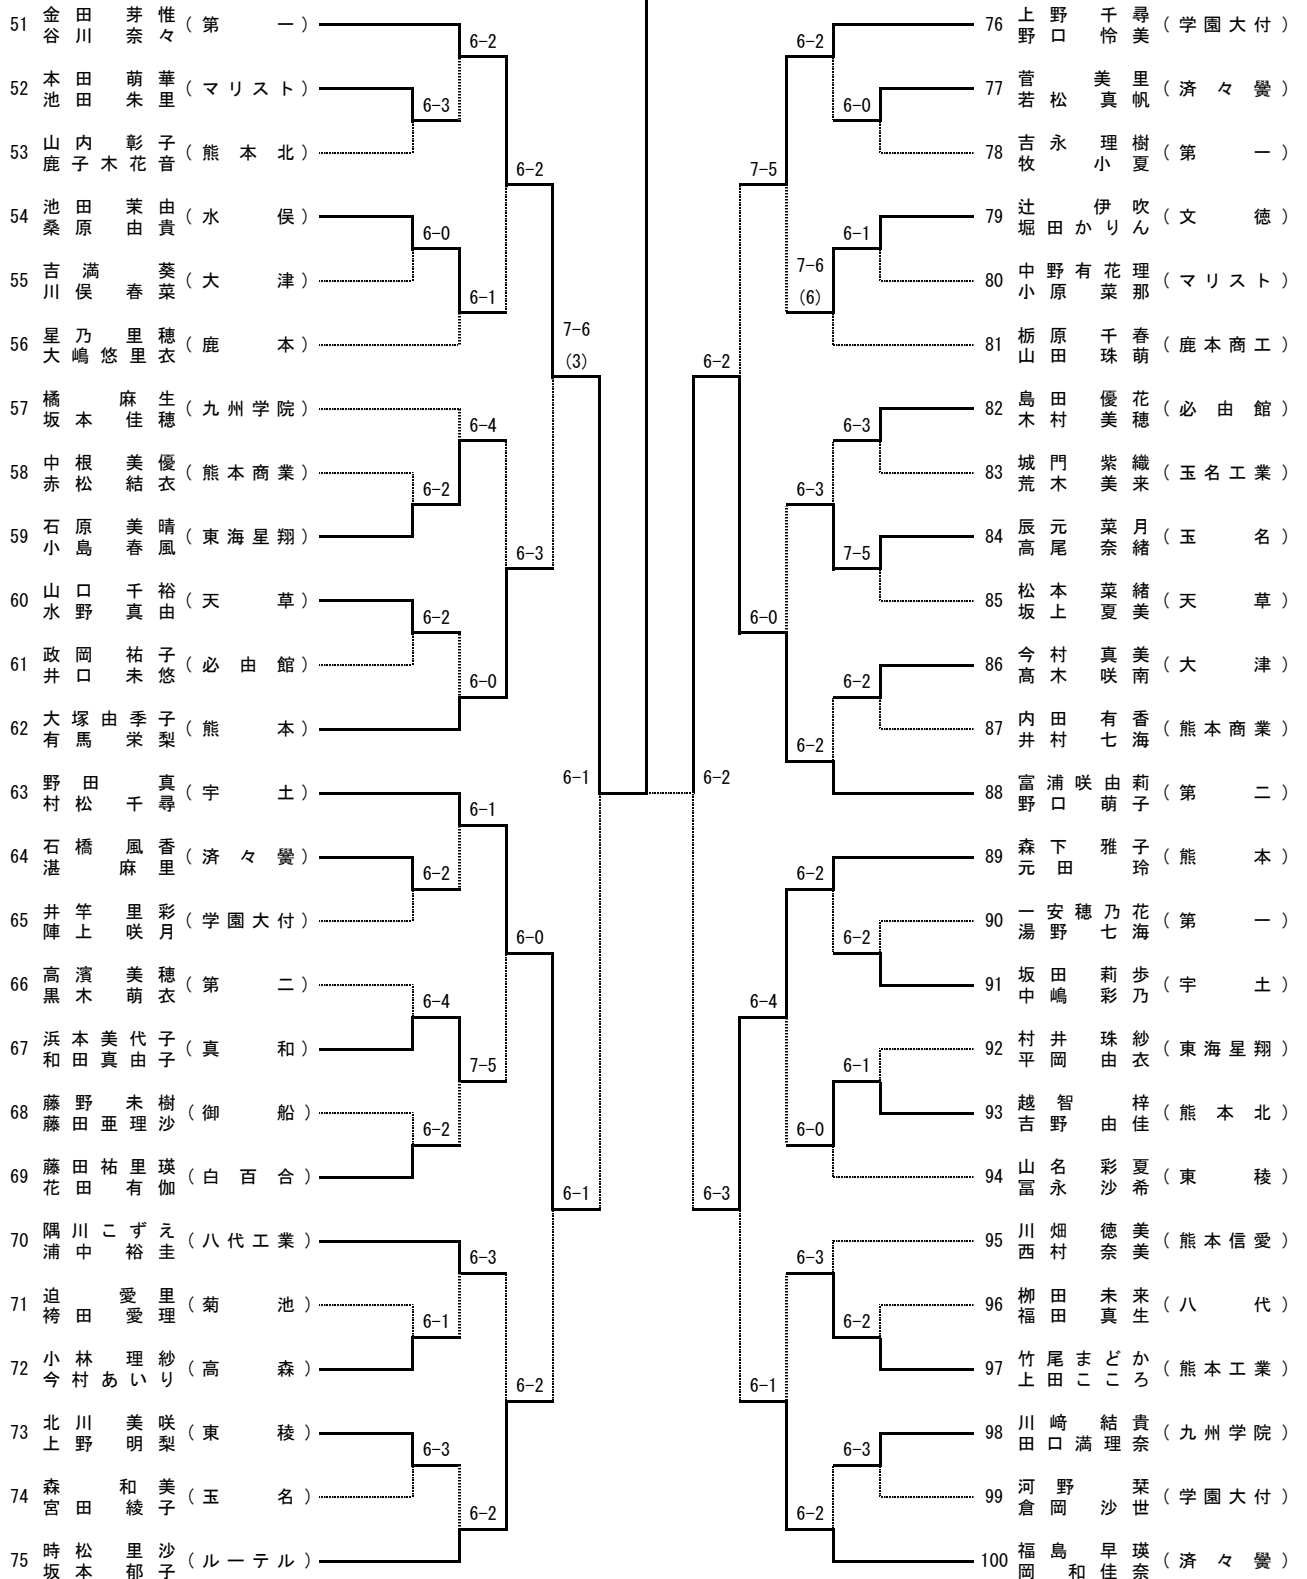 51 金田 芽惟 谷川 奈々 (第一)
52 本田 萌華 池田 朱里 (マリスト)
53 山内 彰子 鹿子木花音 (熊本北)
54 池田 茉由 桑原 由貴 (水俣)
55 吉満 葵 川俣 春菜 (大津)
56 星乃 里穂 大嶋悠里衣 (鹿本)
57 橘 麻生 坂本 佳穂 (九州学院)
58 中根 美優 赤松 結衣 (熊本商業)
59 石原 美晴 小島 春風 (東海星翔)
60 山口 千裕 水野 真由 (天草)
61 政岡 祐子 井口 未悠 (必由館)
62 大塚由季子 有馬 栄梨 (熊本)
63 野田 真 村松 千尋 (宇土)
64 石橋 風香 湛 麻里 (済々黌)
65 井竿 里彩 陣上 咲月 (学園大付)
66 高濱 美穂 黒木 萌衣 (第二)
67 浜本美代子 和田真由子 (真和)
68 藤野 未樹 藤田亜理沙 (御船)
69 藤田祐里瑛 花田 有伽 (白百合)
70 隅川こずえ 浦中 裕圭 (八代工業)
71 迫 愛里 袴田 愛理 (菊池)
72 小林 理紗 今村あいり (高森)
73 北川 美咲 上野 明梨 (東稜)
74 森 和美 宮田 綾子 (玉名)
75 時松 里沙 坂本 郁子 (ルーテル)
6-2
6-3
6-2
6-0
6-1
7-6
(3)
6-4
6-2
6-3
6-2
6-0
6-1
6-1
6-2
6-0
6-4
7-5
6-2
6-1
6-3
6-1
6-2
6-3
6-2
6-2
6-0
7-5
6-1
7-6
(6)
6-2
6-3
6-3
7-5
6-0
6-2
6-2
6-2
6-2
6-2
6-4
6-1
6-0
6-3
6-3
6-2
6-1
6-3
6-2
76 上野 千尋 野口 怜美 (学園大付)
77 菅 美里 若松 真帆 (済々黌)
78 吉永 理樹 牧 小夏 (第一)
79 辻 伊吹 堀田かりん (文徳)
80 中野有花理 小原 菜那 (マリスト)
81 栃原 千春 山田 珠萌 (鹿本商工)
82 島田 優花 木村 美穂 (必由館)
83 城門 紫織 荒木 美来 (玉名工業)
84 辰元 菜月 高尾 奈緒 (玉名)
85 松本 菜緒 坂上 夏美 (天草)
86 今村 真美 髙木 咲南 (大津)
87 内田 有香 井村 七海 (熊本商業)
88 富浦咲由莉 野口 萌子 (第二)
89 森下 雅子 元田 玲 (熊本)
90 一安穂乃花 湯野 七海 (第一)
91 坂田 莉歩 中嶋 彩乃 (宇土)
92 村井 珠紗 平岡 由衣 (東海星翔)
93 越智 梓 吉野 由佳 (熊本北)
94 山名 彩夏 冨永 沙希 (東稜)
95 川畑 徳美 西村 奈美 (熊本信愛)
96 柳田 未来 福田 真生 (八代)
97 竹尾まどか 上田こころ (熊本工業)
98 川﨑 結貴 田口満理奈 (九州学院)
99 河野 栞 倉岡 沙世 (学園大付)
100 福島 早瑛 岡 和佳奈 (済々黌)